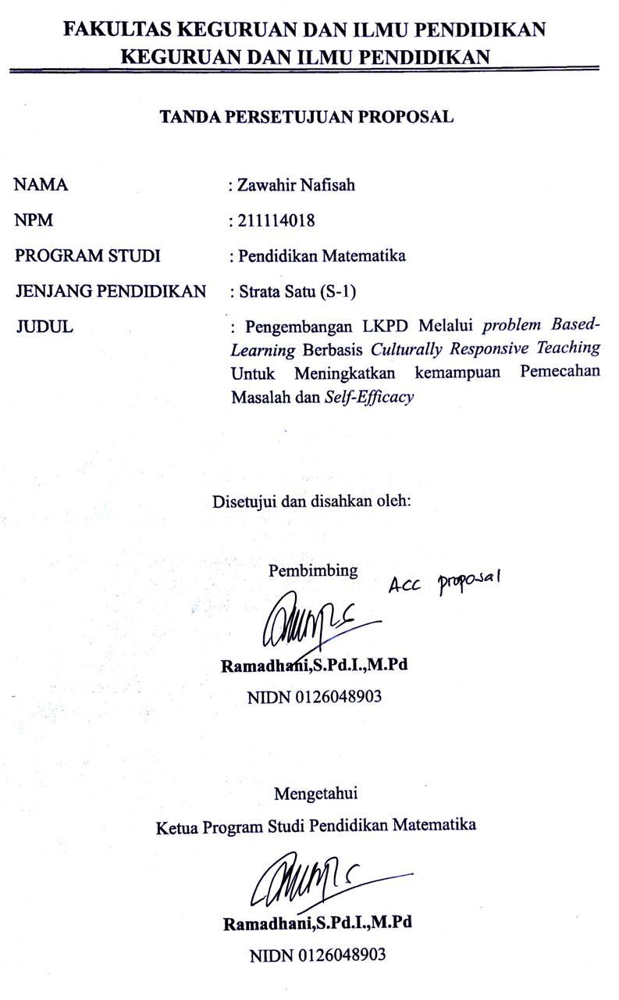 FAKULTAS KEGURUAN DAN ILMU PENDIDIKAN
KEGURUAN DAN ILMU PENDIDIKAN
TANDA PERSETUJUAN PROPOSAL
NAMA : Zawahir Nafisah
NPM : 211114018
PROGRAM STUDI : Pendidikan Matematika
JENJANG PENDIDIKAN : Strata Satu (S-1)
JUDUL : Pengembangan LKPD Melalui problem Based-
Learning Berbasis Culturally Responsive Teaching
Untuk Meningkatkan kemampuan Pemecahan
Masalah dan Self-Efficacy
Disetujui dan disahkan oleh:
Pembimbing
Acc proposal
Ramadhani,S.Pd.I.,M.Pd
NIDN 0126048903
Mengetahui
Ketua Program Studi Pendidikan Matematika
Ramadhani,S.Pd.I.,M.Pd
NIDN 0126048903